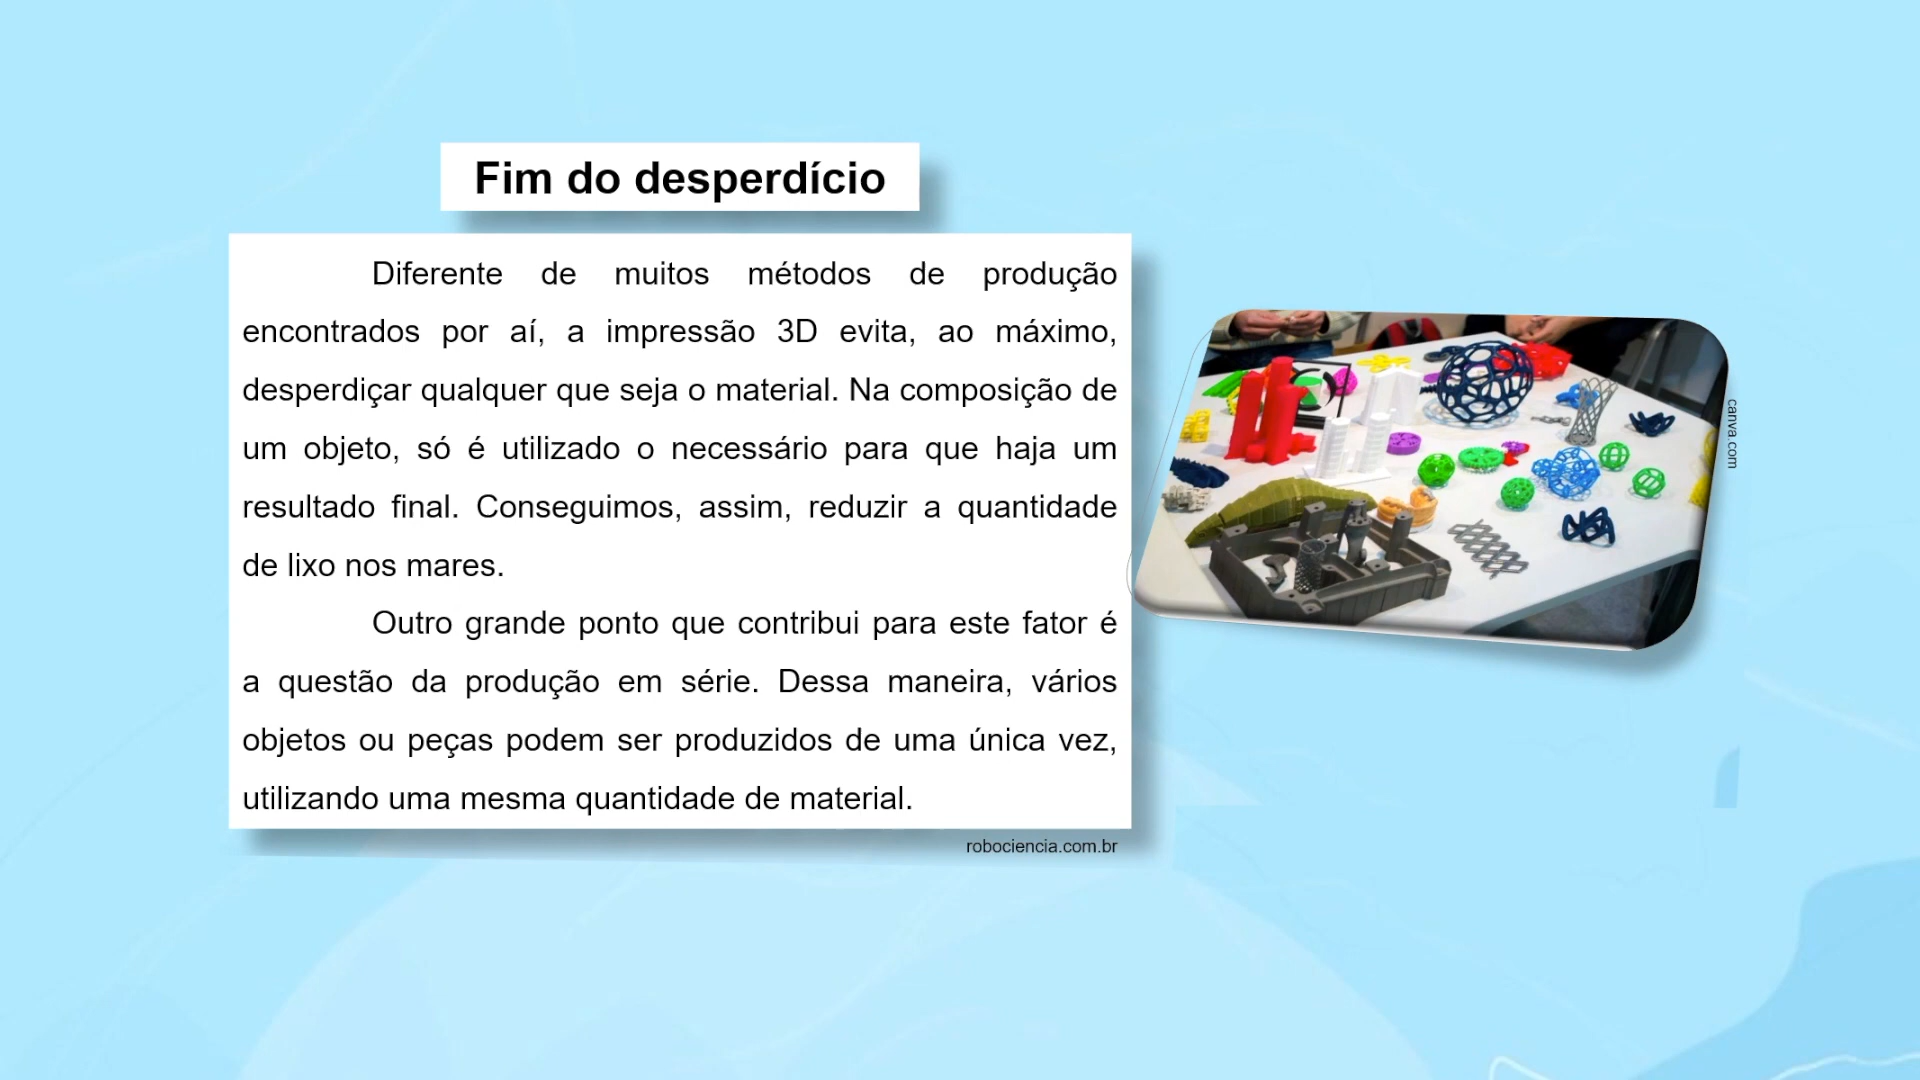 Fim do desperdício
Diferente de muitos métodos de produção
encontrados por aí, a impressão 3D evita, ao máximo,
desperdiçar qualquer que seja o material. Na composição de
um objeto, só é utilizado o necessário para que haja um
resultado final. Conseguimos, assim, reduzir a quantidade
de lixo nos mares.
Outro grande ponto que contribui para este fator é
a questão da produção em série. Dessa maneira, vários
objetos ou peças podem ser produzidos de uma única vez,
utilizando uma mesma quantidade de material.
robociencia.com.br
canva.com